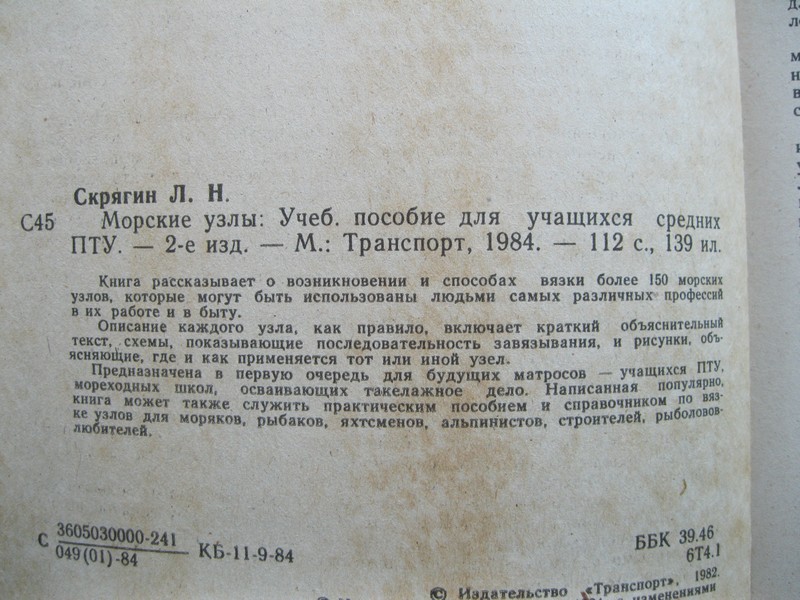 Скрягин Л. Н.
С45 Морские узлы: Учеб. пособие для учащихся средних
ПТУ. — 2-е изд. — М.: Транспорт, 1984. — 112 с., 139 ил.
Книга рассказывает о возникновении и способах вязки более 150 морских
узлов, которые могут быть использованы людьми самых различных профессий
в их работе и в быту.
Описание каждого узла, как правило, включает краткий объяснительный
текст, схемы, показывающие последовательность завязывания, и рисунки, объ-
ясняющие, где и как применяется тот или иной узел.
Предназначена в первую очередь для будущих матросов — учащихся ПТУ,
мореходных школ, осваивающих такелажное дело. Написанная популярно,
книга может также служить практическим пособием и справочником по вяз-
ке узлов для моряков, рыбаков, яхтсменов, альпинистов, строителей, рыболовов-
любителей.
С 3605030000-241
049(01)-84 КБ-11-9-84
ББК 39.46
6Т4.1
© Издательство «Транспорт», 1982.
изменениями